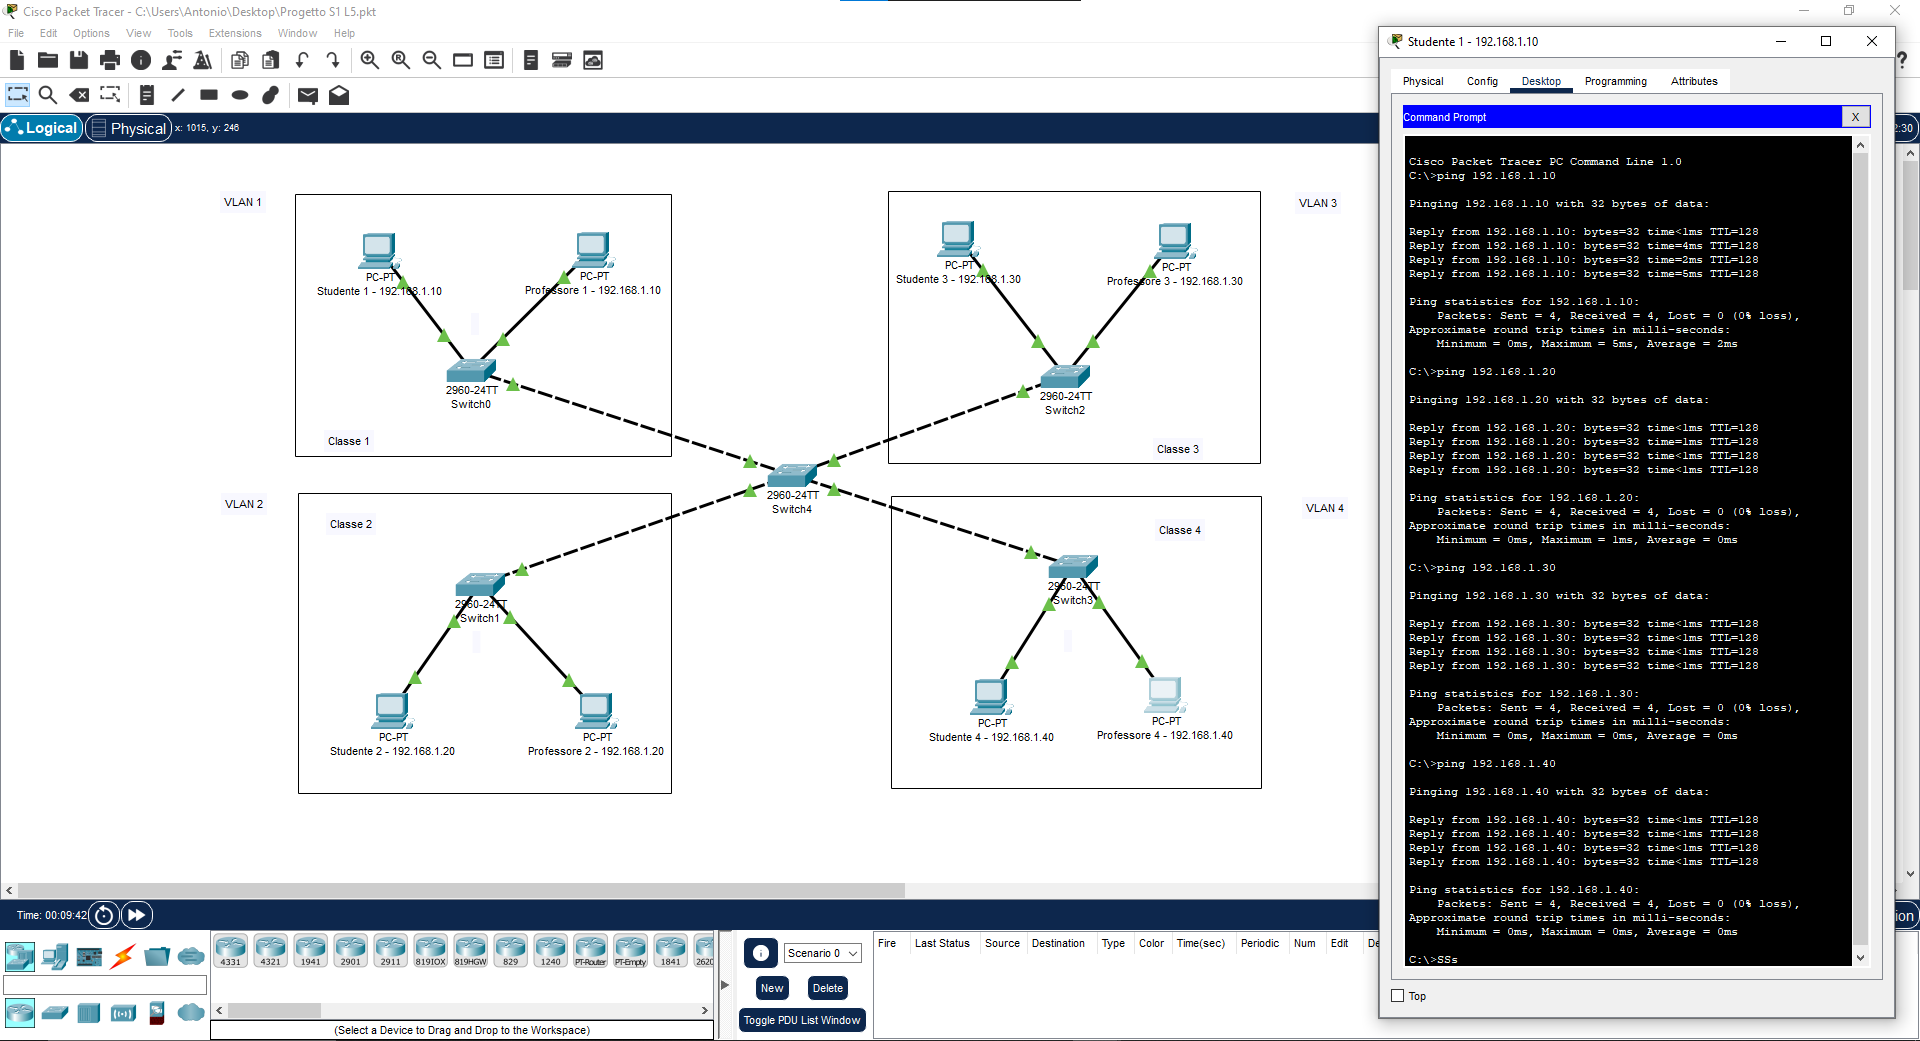 Cisco Packet Tracer - C:\Users\Antonio\Desktop\Progetto S1 L5.pkt
File Edit Options View Tools Extensions Window Help
Logical Physical x: 1015, y: 246
VLAN 1
PC-PT
Studente 1 - 192.168.1.10
PC-PT
Professore 1 - 192.168.1.10
2960-24TT
Switch0
Classe 1
VLAN 3
PC-PT
Studente 3 - 192.168.1.30
PC-PT
Professore 3 - 192.168.1.30
2960-24TT
Switch2
Classe 3
2960-24TT
Switch4
VLAN 2
Classe 2
2960-24TT
Switch1
PC-PT
Studente 2 - 192.168.1.20
PC-PT
Professore 2 - 192.168.1.20
VLAN 4
Classe 4
2960-24TT
Switch3
PC-PT
Studente 4 - 192.168.1.40
PC-PT
Professore 4 - 192.168.1.40
Time: 00:09:42
4331 4321 1941 2901 2911 819IOX 819HGW 829 1240 PT-Router PT-Empty 1841 2620
(Select a Device to Drag and Drop to the Workspace)
Scenario 0
New Delete
Toggle PDU List Window
Fire Last Status Source Destination Type Color Time(sec) Periodic Num Edit De
Studente 1 - 192.168.1.10
Physical Config Desktop Programming Attributes
Command Prompt
X
Cisco Packet Tracer PC Command Line 1.0
C:\>ping 192.168.1.10
Pinging 192.168.1.10 with 32 bytes of data:
Reply from 192.168.1.10: bytes=32 time<1ms TTL=128
Reply from 192.168.1.10: bytes=32 time=4ms TTL=128
Reply from 192.168.1.10: bytes=32 time=2ms TTL=128
Reply from 192.168.1.10: bytes=32 time=5ms TTL=128
Ping statistics for 192.168.1.10:
Packets: Sent = 4, Received = 4, Lost = 0 (0% loss),
Approximate round trip times in milli-seconds:
Minimum = 0ms, Maximum = 5ms, Average = 2ms
C:\>ping 192.168.1.20
Pinging 192.168.1.20 with 32 bytes of data:
Reply from 192.168.1.20: bytes=32 time<1ms TTL=128
Reply from 192.168.1.20: bytes=32 time=1ms TTL=128
Reply from 192.168.1.20: bytes=32 time<1ms TTL=128
Reply from 192.168.1.20: bytes=32 time<1ms TTL=128
Ping statistics for 192.168.1.20:
Packets: Sent = 4, Received = 4, Lost = 0 (0% loss),
Approximate round trip times in milli-seconds:
Minimum = 0ms, Maximum = 1ms, Average = 0ms
C:\>ping 192.168.1.30
Pinging 192.168.1.30 with 32 bytes of data:
Reply from 192.168.1.30: bytes=32 time<1ms TTL=128
Reply from 192.168.1.30: bytes=32 time<1ms TTL=128
Reply from 192.168.1.30: bytes=32 time<1ms TTL=128
Reply from 192.168.1.30: bytes=32 time<1ms TTL=128
Ping statistics for 192.168.1.30:
Packets: Sent = 4, Received = 4, Lost = 0 (0% loss),
Approximate round trip times in milli-seconds:
Minimum = 0ms, Maximum = 0ms, Average = 0ms
C:\>ping 192.168.1.40
Pinging 192.168.1.40 with 32 bytes of data:
Reply from 192.168.1.40: bytes=32 time<1ms TTL=128
Reply from 192.168.1.40: bytes=32 time<1ms TTL=128
Reply from 192.168.1.40: bytes=32 time<1ms TTL=128
Reply from 192.168.1.40: bytes=32 time<1ms TTL=128
Ping statistics for 192.168.1.40:
Packets: Sent = 4, Received = 4, Lost = 0 (0% loss),
Approximate round trip times in milli-seconds:
Minimum = 0ms, Maximum = 0ms, Average = 0ms
C:\>SSs
Top
?
2:30
ion